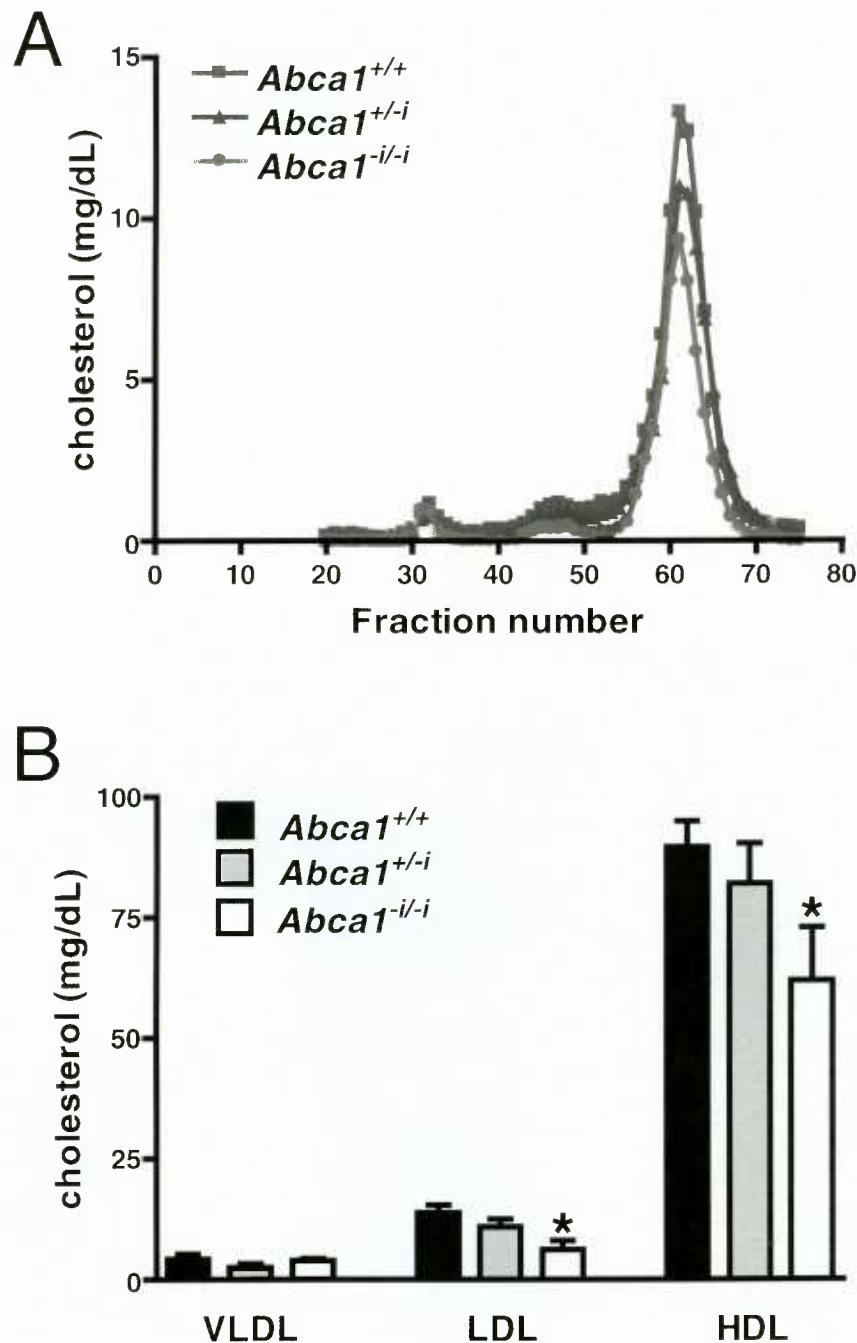 A
15
10
5
0
cholesterol (mg/dL)
Abca1+/+
Abca1+/-i
Abca1-i/-i
0 10 20 30 40 50 60 70 80
Fraction number
B
100
75
50
25
0
cholesterol (mg/dL)
Abca1+/+
Abca1+/-i
Abca1-i/-i
*
*
VLDL LDL HDL